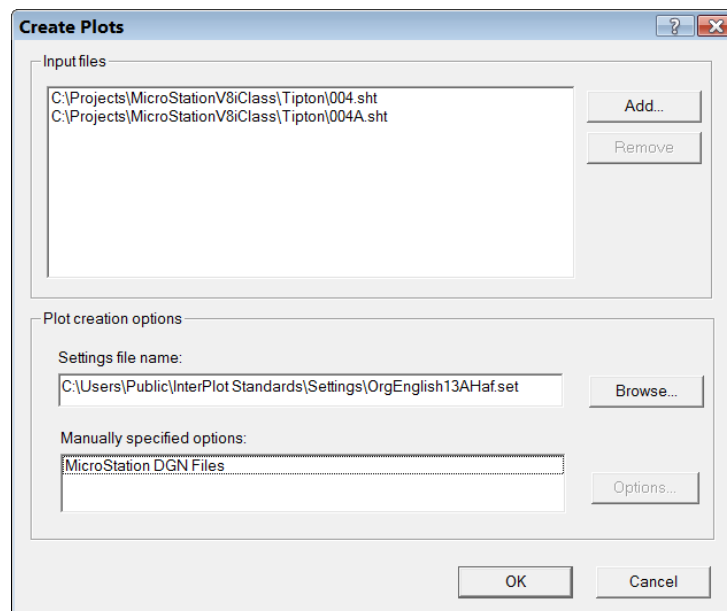 Create Plots
Input files
C:\Projects\MicroStationV8iClass\Tipton\004.sht
C:\Projects\MicroStationV8iClass\Tipton\004A.sht
Add...
Remove
Plot creation options
Settings file name:
C:\Users\Public\InterPlot Standards\Settings\OrgEnglish13AHaf.set
Browse...
Manually specified options:
MicroStation DGN Files
Options...
OK
Cancel